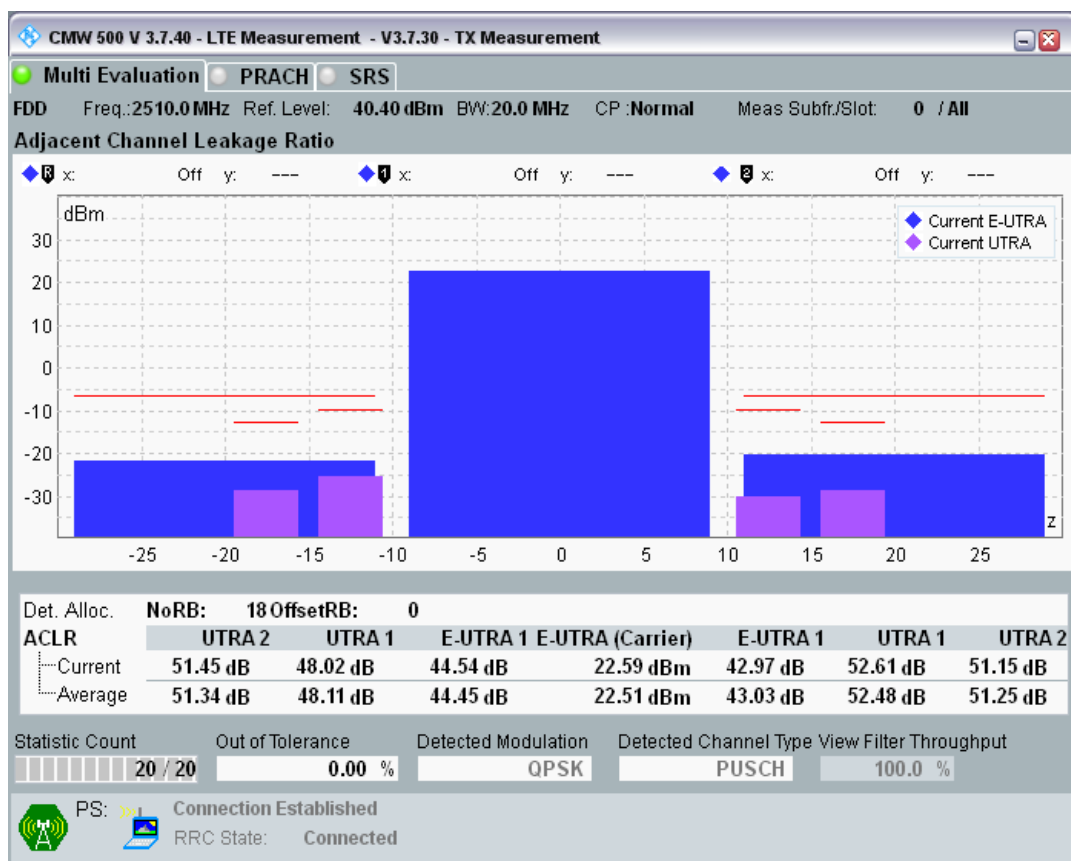 CMW 500 V 3.7.40 - LTE Measurement - V3.7.30 - TX Measurement
Multi Evaluation PRACH SRS
FDD Freq.:2510.0 MHz Ref. Level: 40.40 dBm BW:20.0 MHz CP :Normal Meas Subfr./Slot: 0 / All
Adjacent Channel Leakage Ratio
R x: Off y: --- 1 x: Off y: --- 2 x: Off y: ---
dBm
Current E-UTRA
Current UTRA
30
20
10
0
-10
-20
-30
z
-25 -20 -15 -10 -5 0 5 10 15 20 25
Det. Alloc. NoRB: 18 OffsetRB: 0
ACLR UTRA 2 UTRA 1 E-UTRA 1 E-UTRA (Carrier) E-UTRA 1 UTRA 1 UTRA 2
Current 51.45 dB 48.02 dB 44.54 dB 22.59 dBm 42.97 dB 52.61 dB 51.15 dB
Average 51.34 dB 48.11 dB 44.45 dB 22.51 dBm 43.03 dB 52.48 dB 51.25 dB
Statistic Count Out of Tolerance Detected Modulation Detected Channel Type View Filter Throughput
20 / 20 0.00 % QPSK PUSCH 100.0 %
PS: Connection Established
RRC State: Connected